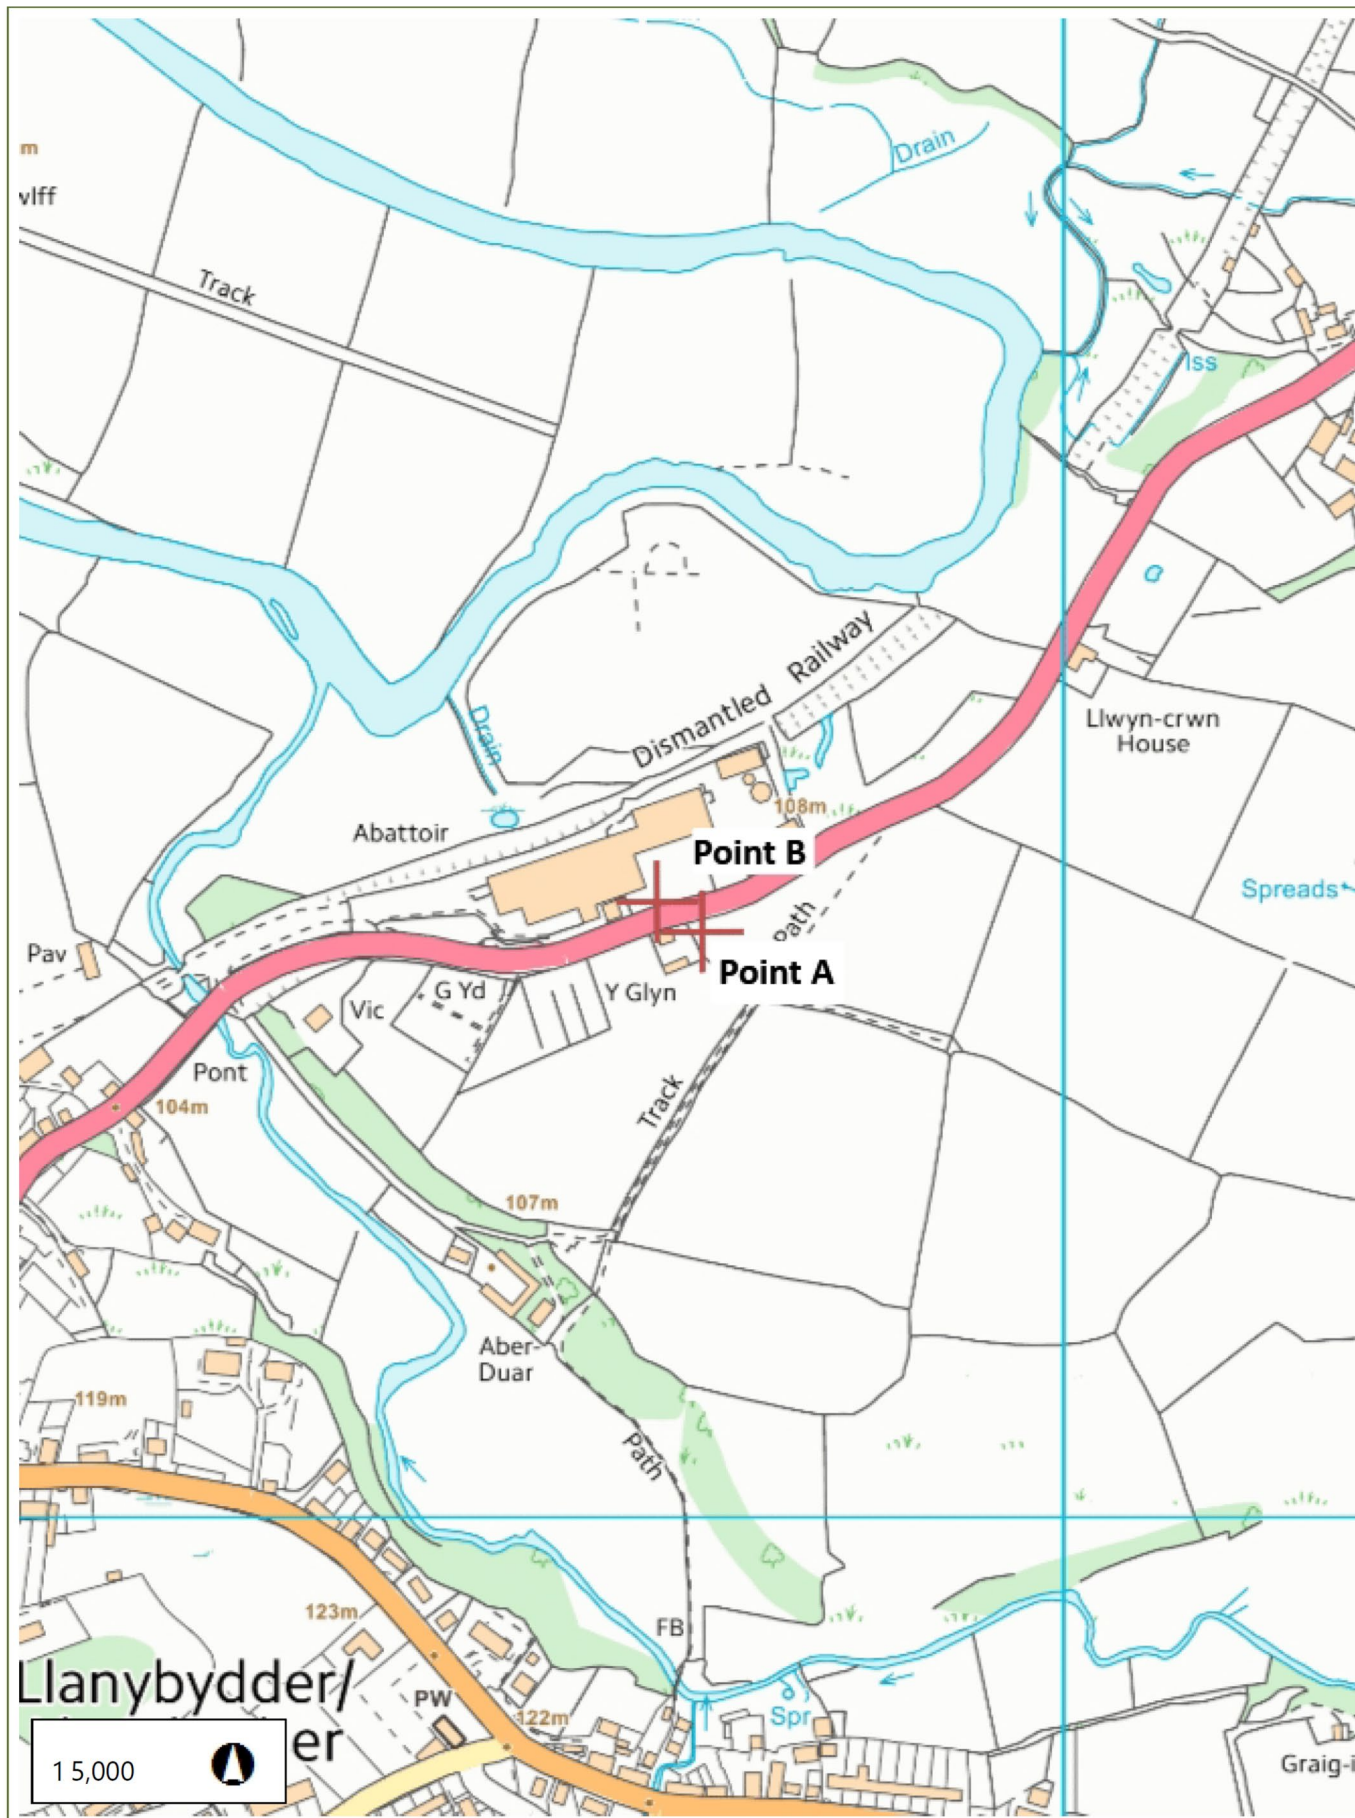 Drain
m
wlff
Track
Iss
Dismantled Railway
Drain
Llwyn-crwn
House
108m
Abattoir
Point B
Spreads
Path
Pav
Point A
G Yd
Y Glyn
Vic
Pont
Track
104m
107m
Aber-
Duar
119m
Path
123m
FB
Llanybydder/
er
PW
122m
Spr
Graig-i
1 5,000